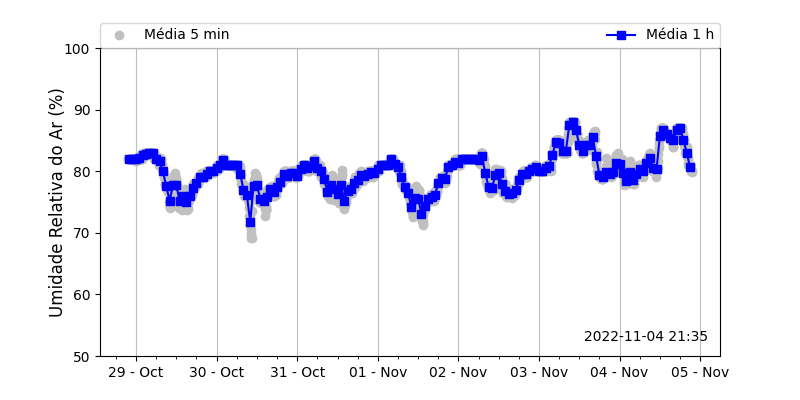 Média 5 min
Média 1 h
Umidade Relativa do Ar (%)
100
90
80
70
60
50
2022-11-04 21:35
29 - Oct
30 - Oct
31 - Oct
01 - Nov
02 - Nov
03 - Nov
04 - Nov
05 - Nov